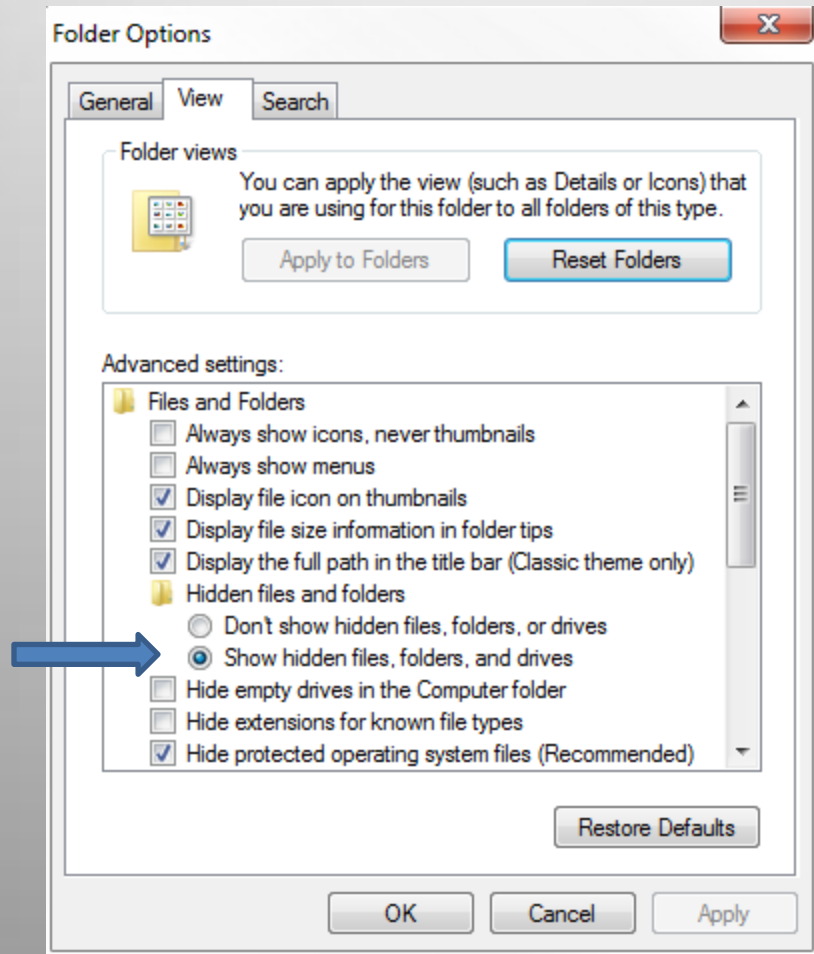 Folder Options
General View Search
Folder views
You can apply the view (such as Details or Icons) that
you are using for this folder to all folders of this type.
Apply to Folders Reset Folders
Advanced settings:
Files and Folders
Always show icons, never thumbnails
Always show menus
Display file icon on thumbnails
Display file size information in folder tips
Display the full path in the title bar (Classic theme only)
Hidden files and folders
Don't show hidden files, folders, or drives
Show hidden files, folders, and drives
Hide empty drives in the Computer folder
Hide extensions for known file types
Hide protected operating system files (Recommended)
Restore Defaults
OK Cancel Apply